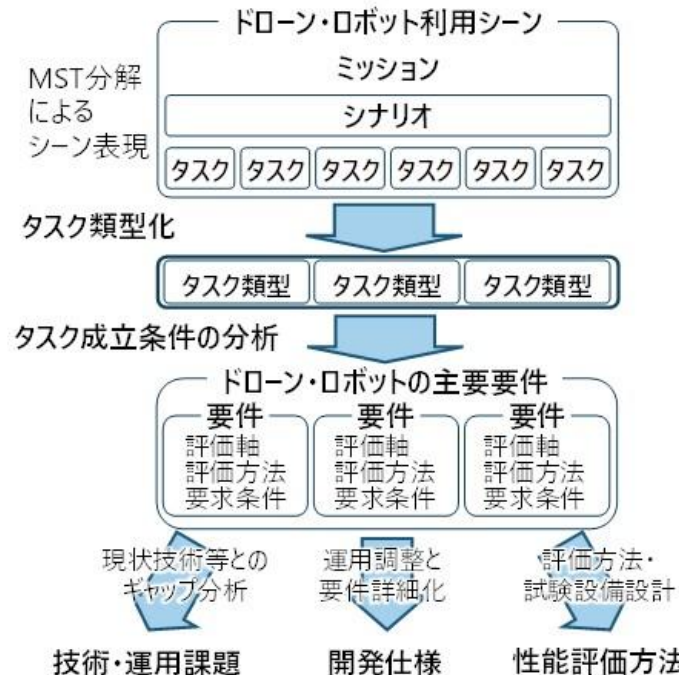 ドローン・ロボット利用シーン
MST分解
による
シーン表現
ミッション
シナリオ
タスク タスク タスク タスク タスク タスク
タスク類型化
タスク類型 タスク類型 タスク類型
タスク成立条件の分析
ドローン・ロボットの主要要件
要件 要件 要件
評価軸 評価軸 評価軸
評価方法 評価方法 評価方法
要求条件 要求条件 要求条件
現状技術等との
ギャップ分析
運用調整と
要件詳細化
評価方法・
試験設備設計
技術・運用課題 開発仕様 性能評価方法